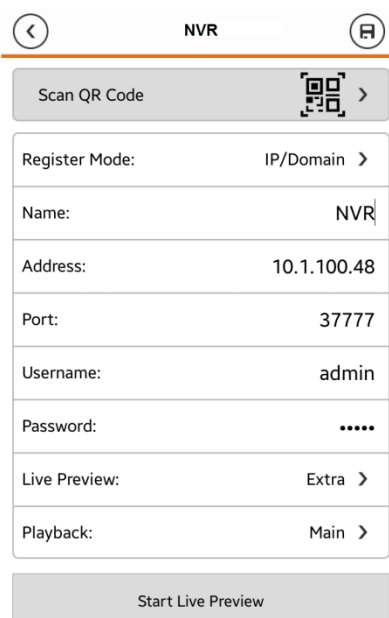 NVR
Scan QR Code
Register Mode: IP/Domain
Name: NVR
Address: 10.1.100.48
Port: 37777
Username: admin
Password: •••••
Live Preview: Extra
Playback: Main
Start Live Preview